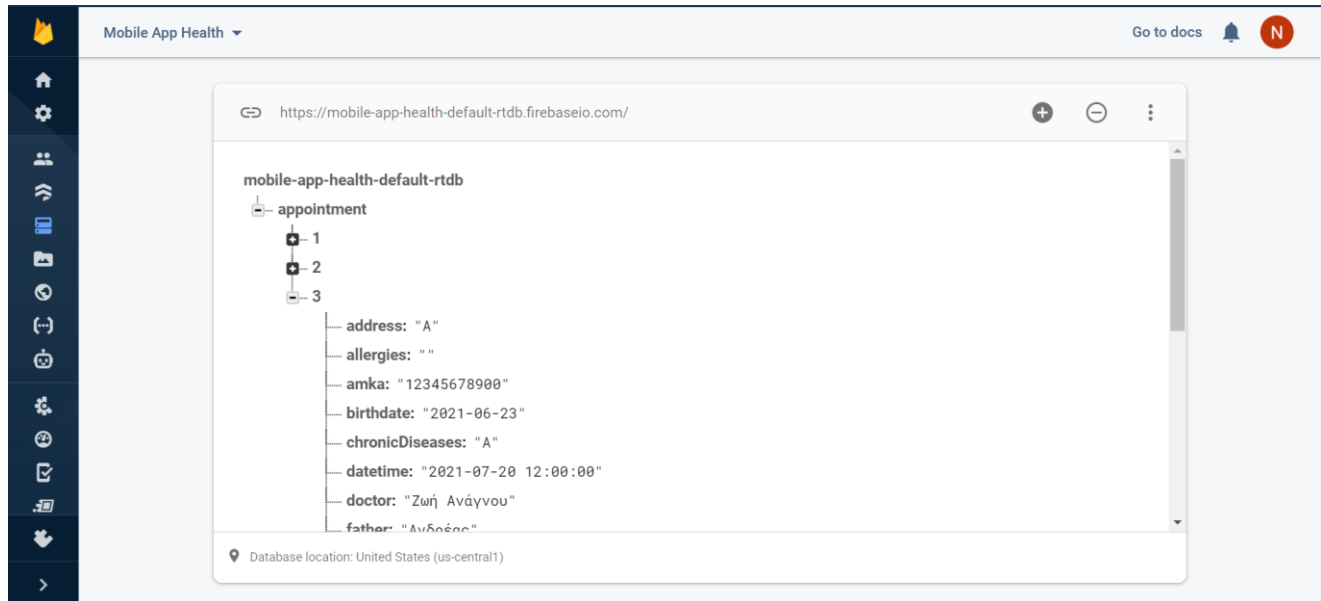 Mobile App Health
Go to docs
N
https://mobile-app-health-default-rtdb.firebaseio.com/
mobile-app-health-default-rtdb
appointment
1
2
3
address: "A"
allergies: ""
amka: "12345678900"
birthdate: "2021-06-23"
chronicDiseases: "A"
datetime: "2021-07-20 12:00:00"
doctor: "Ζωή Ανάγνου"
father: "Ανδρέας"
Database location: United States (us-central1)